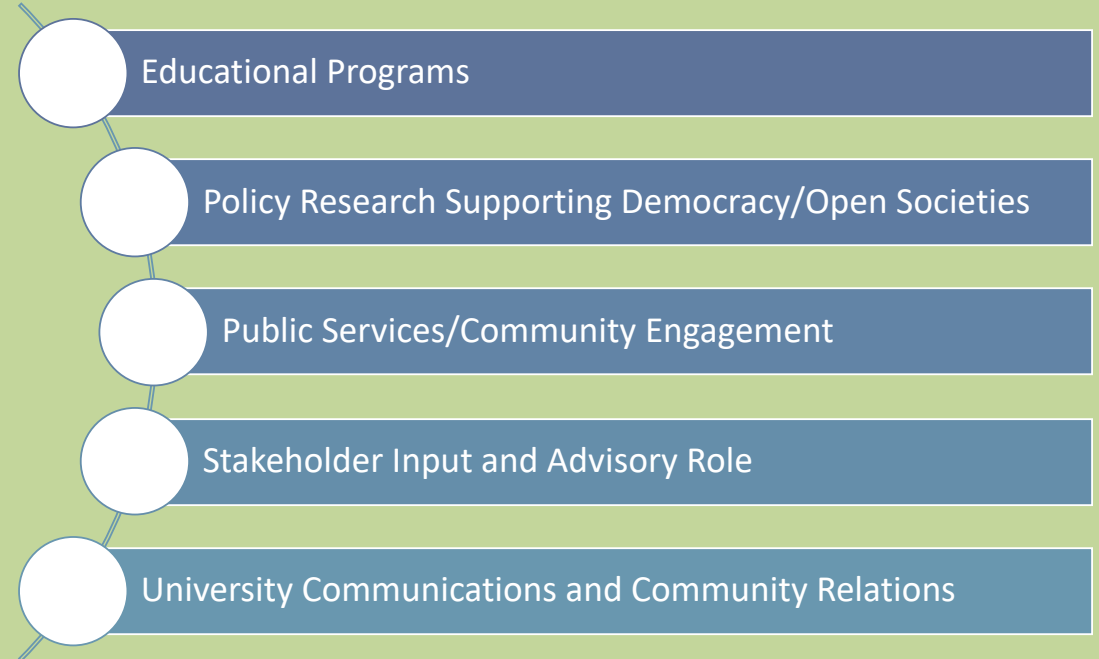 Educational Programs
Policy Research Supporting Democracy/Open Societies
Public Services/Community Engagement
Stakeholder Input and Advisory Role
University Communications and Community Relations